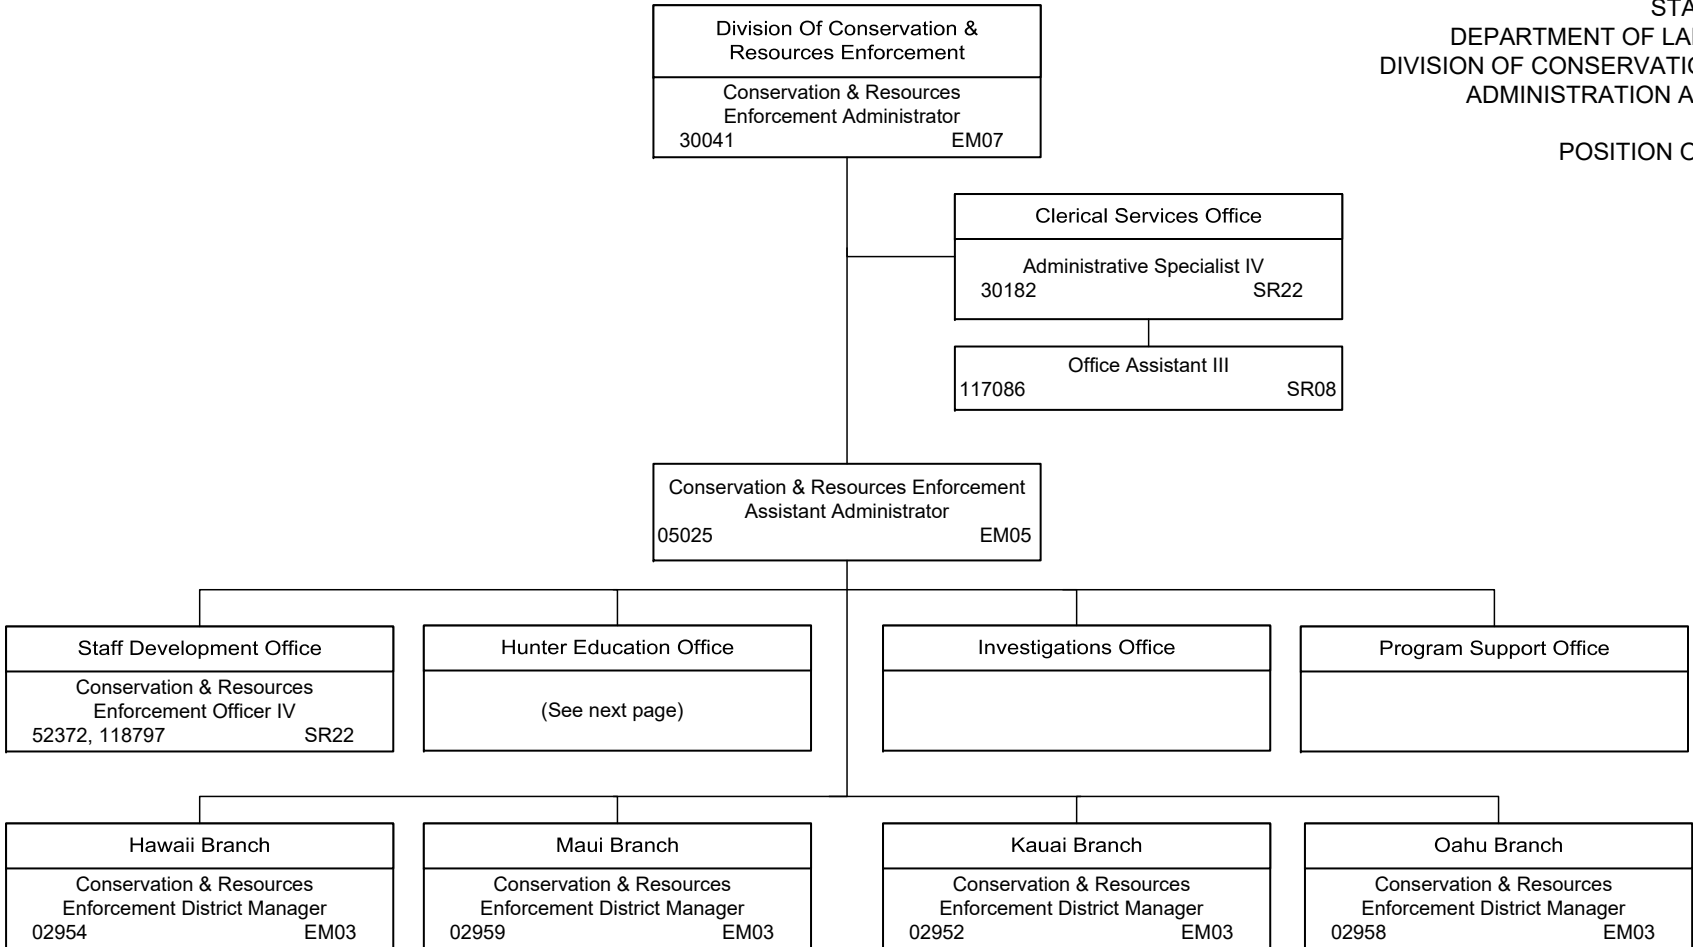 STA
DEPARTMENT OF LA
DIVISION OF CONSERVATIO
ADMINISTRATION A
POSITION O
Division Of Conservation &
Resources Enforcement
Conservation & Resources
Enforcement Administrator
30041 EM07
Clerical Services Office
Administrative Specialist IV
30182 SR22
Office Assistant III
117086 SR08
Conservation & Resources Enforcement
Assistant Administrator
05025 EM05
Staff Development Office
Conservation & Resources
Enforcement Officer IV
52372, 118797 SR22
Hunter Education Office
(See next page)
Investigations Office
Program Support Office
Hawaii Branch
Conservation & Resources
Enforcement District Manager
02954 EM03
Maui Branch
Conservation & Resources
Enforcement District Manager
02959 EM03
Kauai Branch
Conservation & Resources
Enforcement District Manager
02952 EM03
Oahu Branch
Conservation & Resources
Enforcement District Manager
02958 EM03